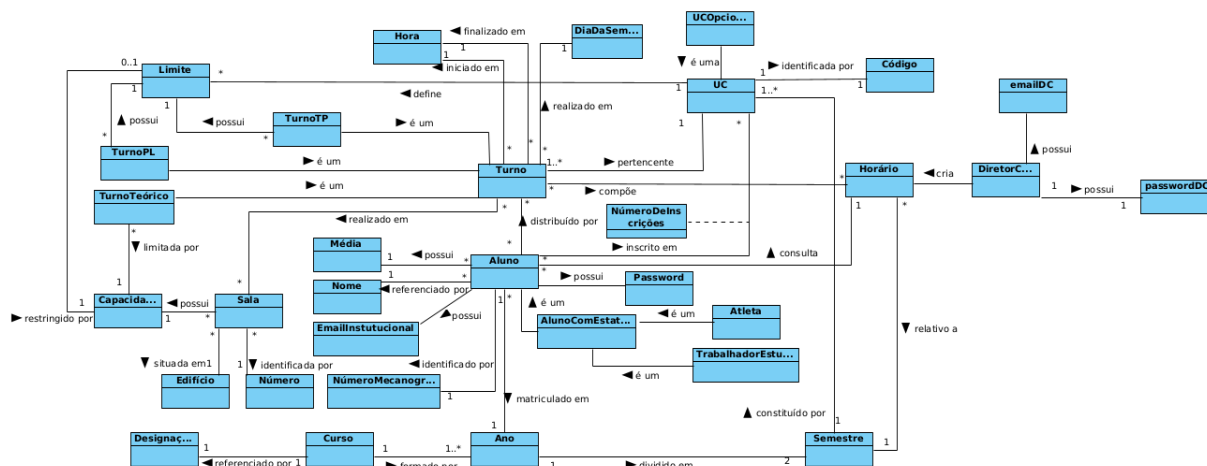 UCOpcio...
DiaDaSem...
Hora
finalizado em
1
1
1
iniciado em
é uma
identificada por
Código
1
1
0..1
Limite
*
define
1
UC
1..*
emailDC
1
1
possui
TurnoTP
*
é um
realizado em
1
*
possui
*
TurnoPL
é um
*
*
*
1..*
pertencente
possui
Turno
Horário
cria
DiretorC...
TurnoTeórico
é um
*
compõe
*
1
possui
1
passwordDC
realizado em
*
*
*
distribuído por
NúmeroDeIns
crições
1
*
*
limitada por
Média
possui
*
inscrito em
consulta
1
*
Aluno
*
*
Nome
1
referenciado por
*
possui
Password
1
1
Capacida...
possui
Sala
restringido por
1
*
EmailInstutucional
possui
1
*
é um
AlunoComEstat...
é um
Atleta
relativo a
*
*
situada em
1
1
identificada por
identificado por
TrabalhadorEstu...
é um
Edifício
Número
NúmeroMecanogr...
1
matriculado em
constituído por
1
1
1
Designaç...
1
Curso
1
1..*
Ano
Semestre
referenciado por
1
formado por
1
dividido em
2